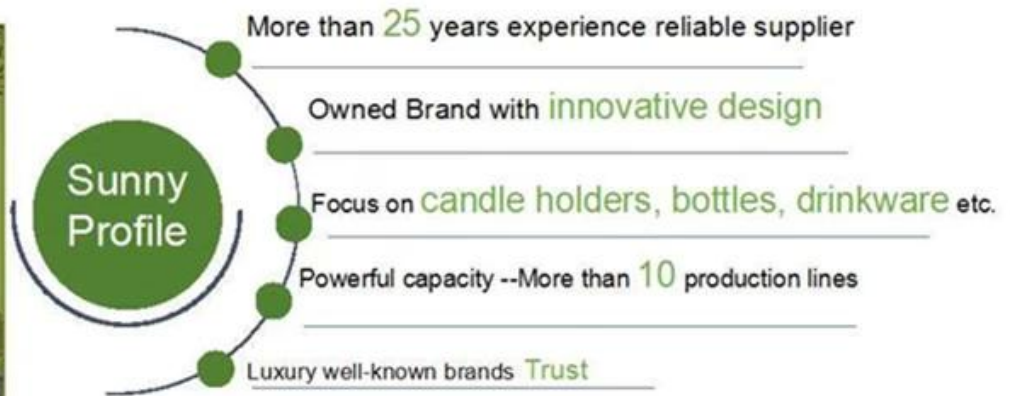 More than 25 years experience reliable supplier
Owned Brand with innovative design
Sunny
Profile
Focus on candle holders, bottles, drinkware etc.
Powerful capacity --More than 10 production lines
Luxury well-known brands Trust